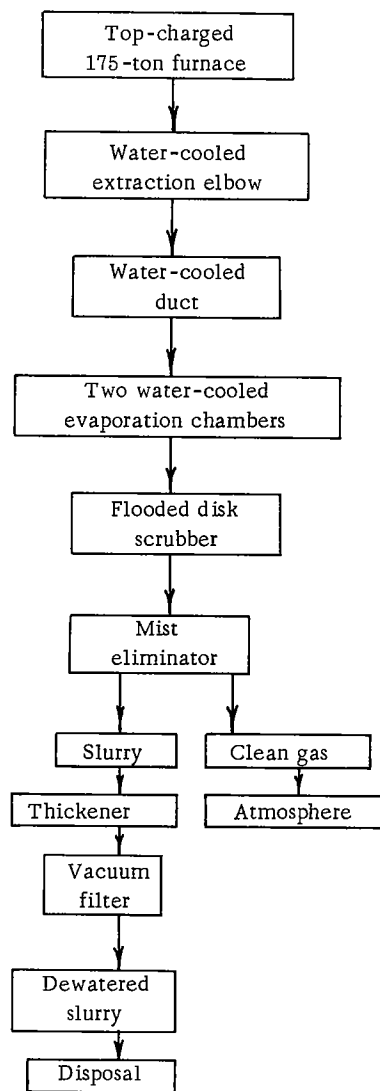 Top-charged
175-ton furnace
Water-cooled
extraction elbow
Water-cooled
duct
Two water-cooled
evaporation chambers
Flooded disk
scrubber
Mist
eliminator
Slurry
Clean gas
Thickener
Atmosphere
Vacuum
filter
Dewatered
slurry
Disposal